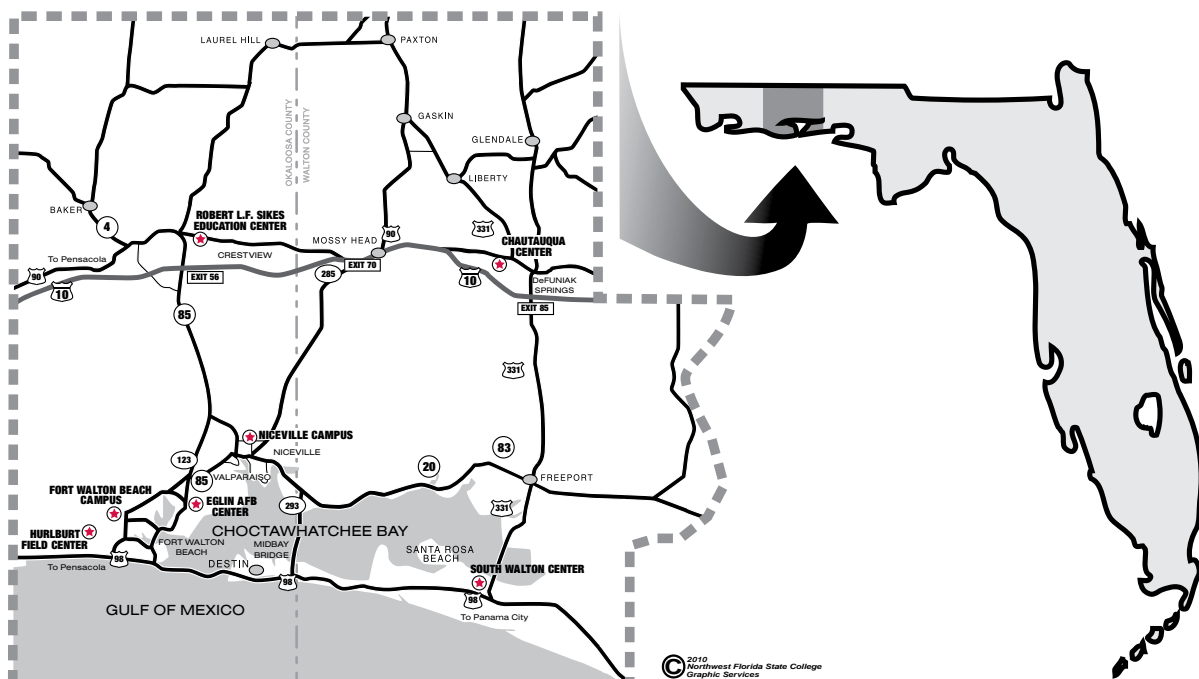 LAUREL HILL
PAXTON
OKALOOSA COUNTY
WALTON COUNTY
GASKIN
GLENDALE
LIBERTY
BAKER
4
ROBERT L.F. SIKES
EDUCATION CENTER
MOSSY HEAD
90
331
CHAUTAUQUA
CENTER
To Pensacola
CRESTVIEW
EXIT 70
90
10
EXIT 56
285
10
DeFUNIAK
SPRINGS
EXIT 85
85
331
NICEVILLE CAMPUS
NICEVILLE
83
123
85
VALPARAISO
20
FREEPORT
FORT WALTON BEACH
CAMPUS
EGLIN AFB
CENTER
293
331
HURLBURT
FIELD CENTER
CHOCTAWHATCHEE BAY
FORT WALTON
BEACH
MIDBAY
BRIDGE
SANTA ROSA
BEACH
98
To Pensacola
DESTIN
98
SOUTH WALTON CENTER
98
GULF OF MEXICO
To Panama City
©2010
Northwest Florida State College
Graphic Services